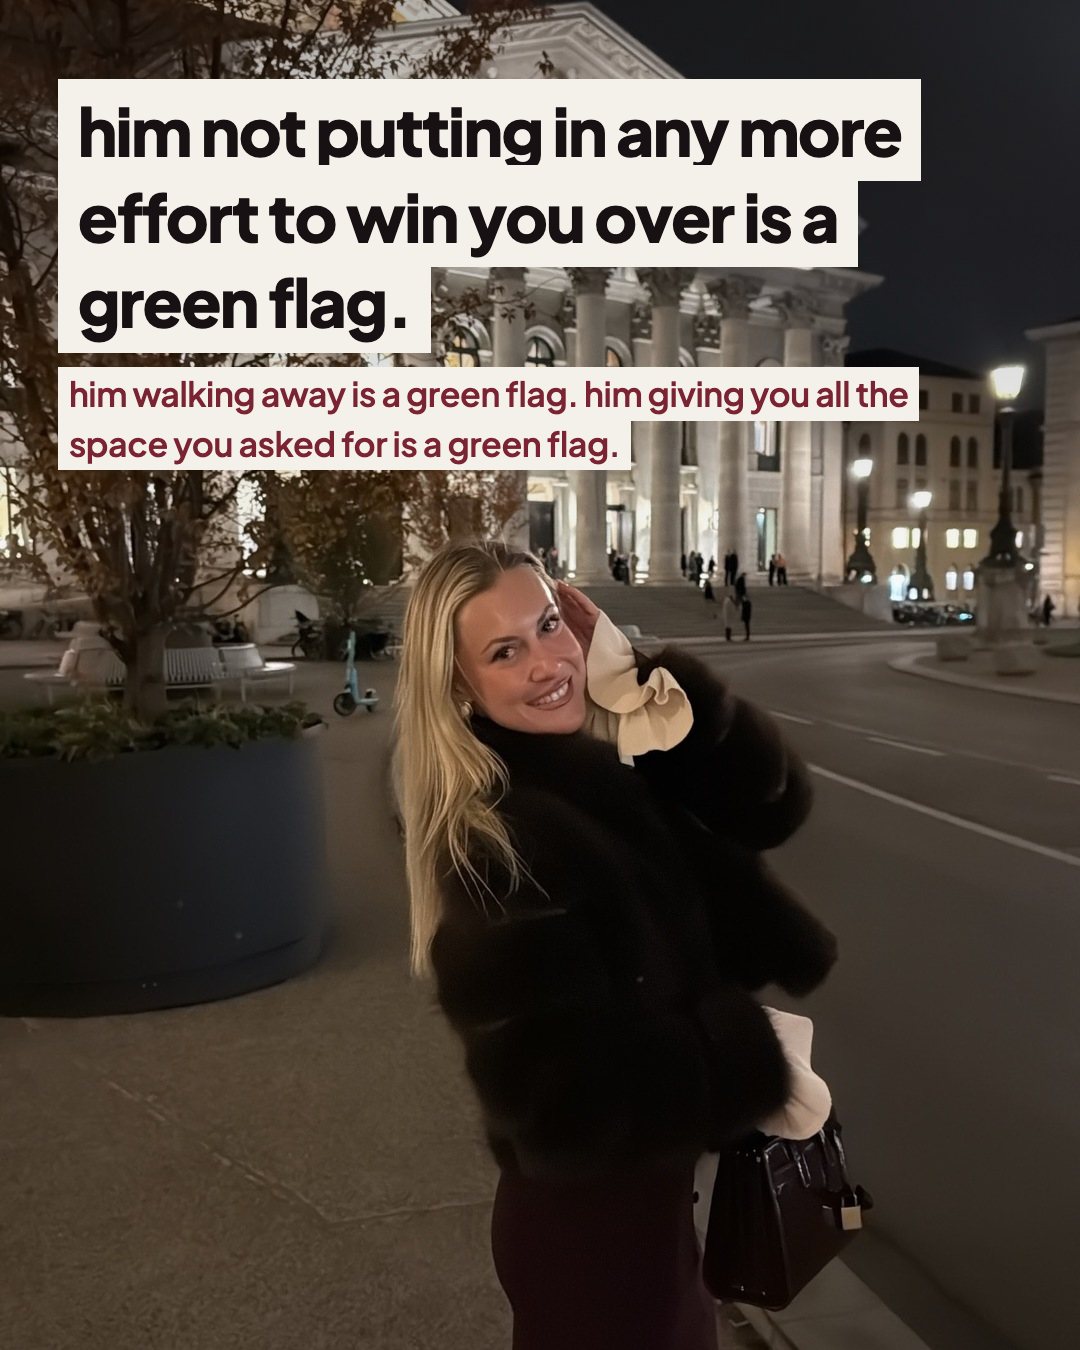 him not putting in any more
effort to win you over is a
green flag.
him walking away is a green flag. him giving you all the
space you asked for is a green flag.